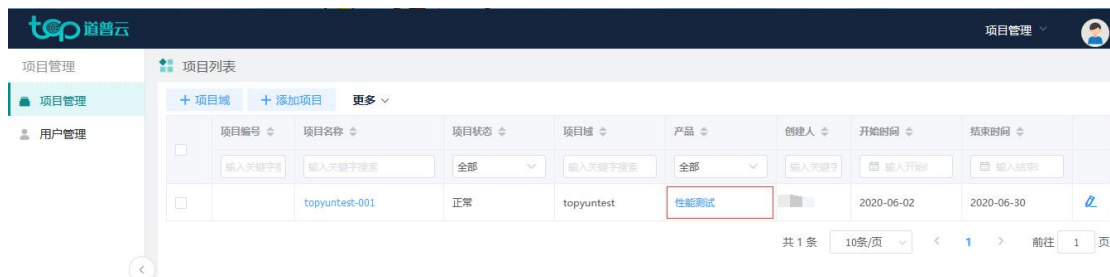 top 道普云 项目管理
项目管理 项目列表
项目管理 + 项目域 + 添加项目 更多
用户管理 项目编号 项目名称 项目状态 项目域 产品 创建人 开始时间 结束时间
输入关键字搜索 全部 输入关键字搜索 全部 输入关键字 输入开始 输入结束
topyuntest-001 正常 topyuntest 性能测试 2020-06-02 2020-06-30
共 1 条 10条/页 1 前往 1 页